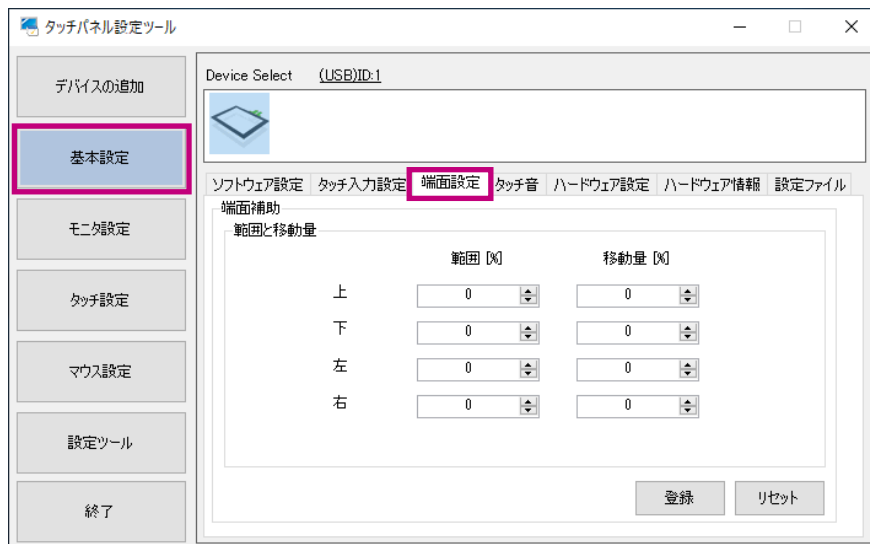 タッチパネル設定ツール
デバイスの追加
基本設定
モニタ設定
タッチ設定
マウス設定
設定ツール
終了
Device Select (USB)ID:1
ソフトウェア設定 タッチ入力設定 端面設定 タッチ音 ハードウェア設定 ハードウェア情報 設定ファイル
端面補助
範囲と移動量
範囲 [%] 移動量 [%]
上 0 0
下 0 0
左 0 0
右 0 0
登録 リセット